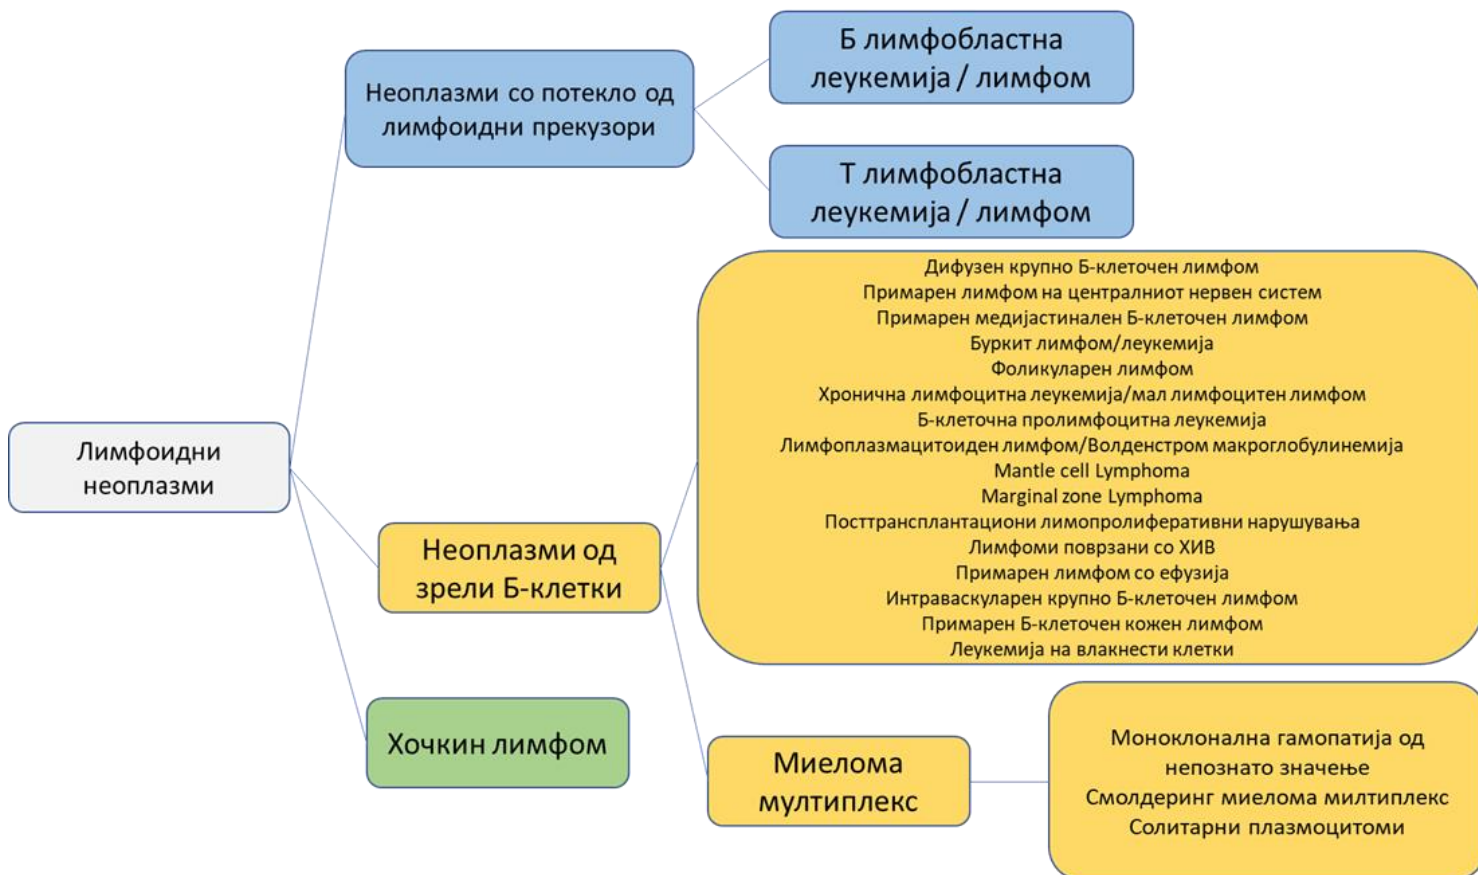 Б лимфобластна
леукемија / лимфом
Неоплазми со потекло од
лимфоидни прекузори
Т лимфобластна
леукемија / лимфом
Дифузен крупно Б-клеточен лимфом
Примарен лимфом на централниот нервен систем
Примарен медијастинален Б-клеточен лимфом
Буркит лимфом/леукемија
Фоликуларен лимфом
Хронична лимфоцитна леукемија/мал лимфоцитен лимфом
Б-клеточна пролимфоцитна леукемија
Лимфоплазмацитоиден лимфом/Волденстром макроглобулинемија
Mantle cell Lymphoma
Marginal zone Lymphoma
Посттрансплантациони лимопролиферативни нарушувања
Лимфоми поврзани со ХИВ
Примарен лимфом со ефузија
Интраваскуларен крупно Б-клеточен лимфом
Примарен Б-клеточен кожен лимфом
Леукемија на влакнести клетки
Лимфоидни
неоплазми
Неоплазми од
зрели Б-клетки
Хочкин лимфом
Миелома
мултиплекс
Моноклонална гамопатија од
непознато значење
Смолдеринг миелома милтиплекс
Солитарни плазмоцитоми